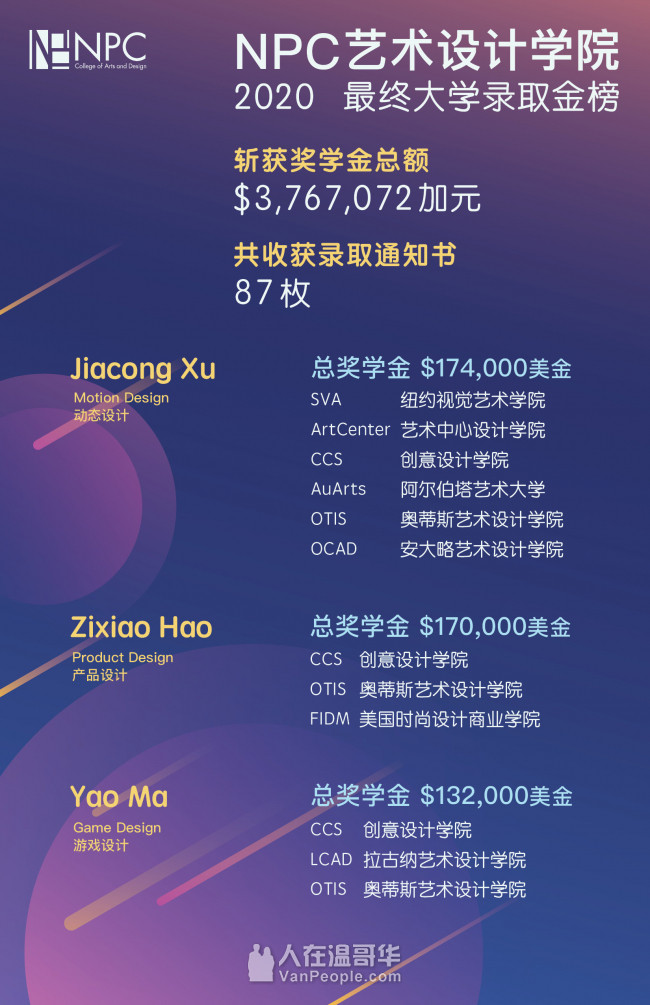 NPC
College of Arts and Design
NPC艺术设计学院
2020 最终大学录取金榜
斩获奖学金总额
$3,767,072加元
共收获录取通知书
87枚
Jiacong Xu
Motion Design
动态设计
总奖学金 $174,000美金
SVA 纽约视觉艺术学院
ArtCenter 艺术中心设计学院
CCS 创意设计学院
AuArts 阿尔伯塔艺术大学
OTIS 奥蒂斯艺术设计学院
OCAD 安大略艺术设计学院
Zixiao Hao
Product Design
产品设计
总奖学金 $170,000美金
CCS 创意设计学院
OTIS 奥蒂斯艺术设计学院
FIDM 美国时尚设计商业学院
Yao Ma
Game Design
游戏设计
总奖学金 $132,000美金
CCS 创意设计学院
LCAD 拉古纳艺术设计学院
OTIS 奥蒂斯艺术设计学院
人在温哥华
VanPeople.com